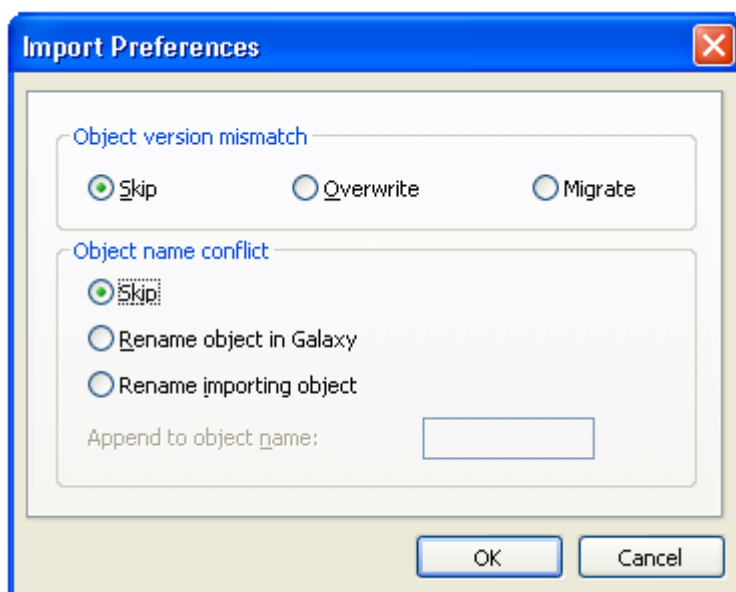 Import Preferences
Object version mismatch
Skip Overwrite Migrate
Object name conflict
Skip
Rename object in Galaxy
Rename importing object
Append to object name:
OK Cancel